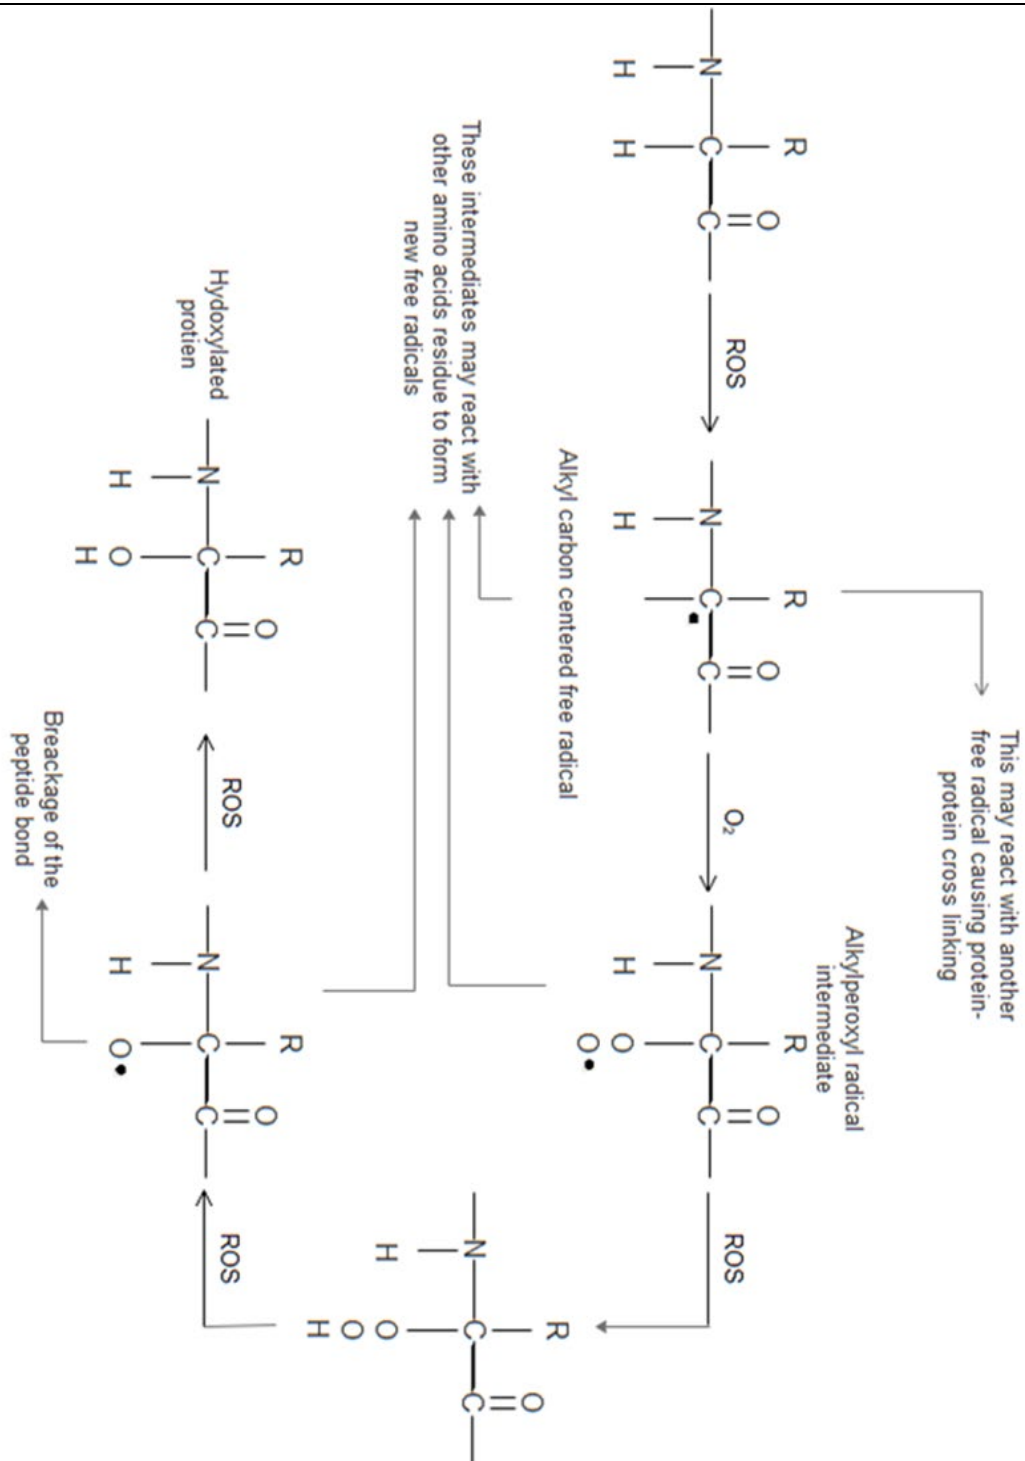 This may react with another
free radical causing protein-
protein cross linking
Alkylperoxyl radical
intermediate
R R R
O O O
ROS O₂ ROS
N C C N C C N C C
H H H H O
O•
Alkyl carbon centered free radical
R
O
These intermediates may react with
other amino acids residue to form
new free radicals
N C C
H O
O
H
R R
O O
Hydoxylated
protien
ROS ROS
N C C N C C
H O H O•
H
Breackage of the
peptide bond